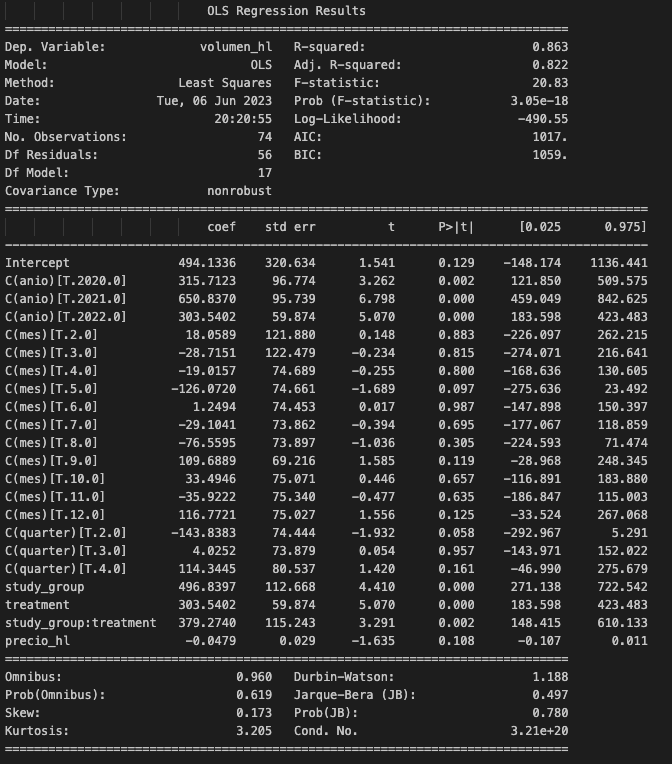 OLS Regression Results
==============================================================================
Dep. Variable:             volumen_hl   R-squared:                       0.863
Model:                            OLS   Adj. R-squared:                  0.822
Method:                 Least Squares   F-statistic:                     20.83
Date:                Tue, 06 Jun 2023   Prob (F-statistic):           3.05e-18
Time:                        20:20:55   Log-Likelihood:                -490.55
No. Observations:                  74   AIC:                             1017.
Df Residuals:                      56   BIC:                             1059.
Df Model:                          17
Covariance Type:            nonrobust
=========================================================================================
                            coef    std err          t      P>|t|      [0.025      0.975]
-----------------------------------------------------------------------------------------
Intercept               494.1336    320.634      1.541      0.129    -148.174    1136.441
C(anio)[T.2020.0]       315.7123     96.774      3.262      0.002     121.850     509.575
C(anio)[T.2021.0]       650.8370     95.739      6.798      0.000     459.049     842.625
C(anio)[T.2022.0]       303.5402     59.874      5.070      0.000     183.598     423.483
C(mes)[T.2.0]            18.0589    121.880      0.148      0.883    -226.097     262.215
C(mes)[T.3.0]           -28.7151    122.479     -0.234      0.815    -274.071     216.641
C(mes)[T.4.0]           -19.0157     74.689     -0.255      0.800    -168.636     130.605
C(mes)[T.5.0]          -126.0720     74.661     -1.689      0.097    -275.636      23.492
C(mes)[T.6.0]             1.2494     74.453      0.017      0.987    -147.898     150.397
C(mes)[T.7.0]           -29.1041     73.862     -0.394      0.695    -177.067     118.859
C(mes)[T.8.0]           -76.5595     73.897     -1.036      0.305    -224.593      71.474
C(mes)[T.9.0]           109.6889     69.216      1.585      0.119     -28.968     248.345
C(mes)[T.10.0]           33.4946     75.071      0.446      0.657    -116.891     183.880
C(mes)[T.11.0]          -35.9222     75.340     -0.477      0.635    -186.847     115.003
C(mes)[T.12.0]          116.7721     75.027      1.556      0.125     -33.524     267.068
C(quarter)[T.2.0]      -143.8383     74.444     -1.932      0.058    -292.967       5.291
C(quarter)[T.3.0]         4.0252     73.879      0.054      0.957    -143.971     152.022
C(quarter)[T.4.0]       114.3445     80.537      1.420      0.161     -46.990     275.679
study_group             496.8397    112.668      4.410      0.000     271.138     722.542
treatment               303.5402     59.874      5.070      0.000     183.598     423.483
study_group:treatment   379.2740    115.243      3.291      0.002     148.415     610.133
precio_hl                -0.0479      0.029     -1.635      0.108      -0.107       0.011
==============================================================================
Omnibus:                        0.960   Durbin-Watson:                   1.188
Prob(Omnibus):                  0.619   Jarque-Bera (JB):                0.497
Skew:                           0.173   Prob(JB):                        0.780
Kurtosis:                       3.205   Cond. No.                     3.21e+20
==============================================================================